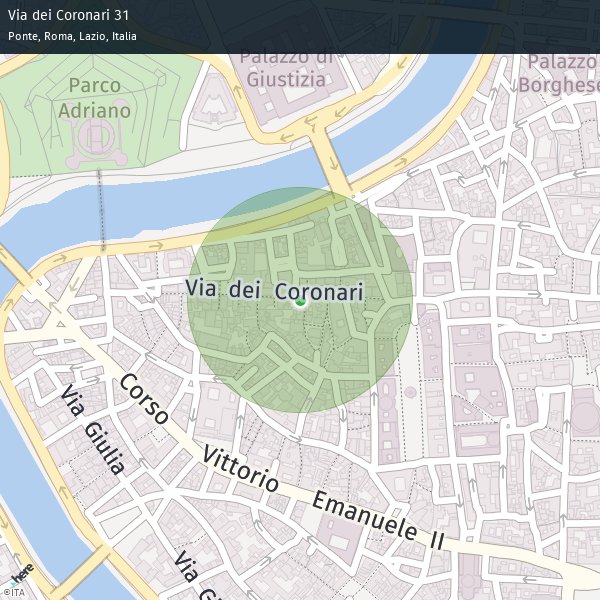 Via dei Coronari 31
Ponte, Roma, Lazio, Italia
Palazzo di
Giustizia
Palazzo
Borghese
Parco
Adriano
Via dei Coronari
Corso Vittorio Emanuele II
Via Giulia
Via Gi
here
©ITA